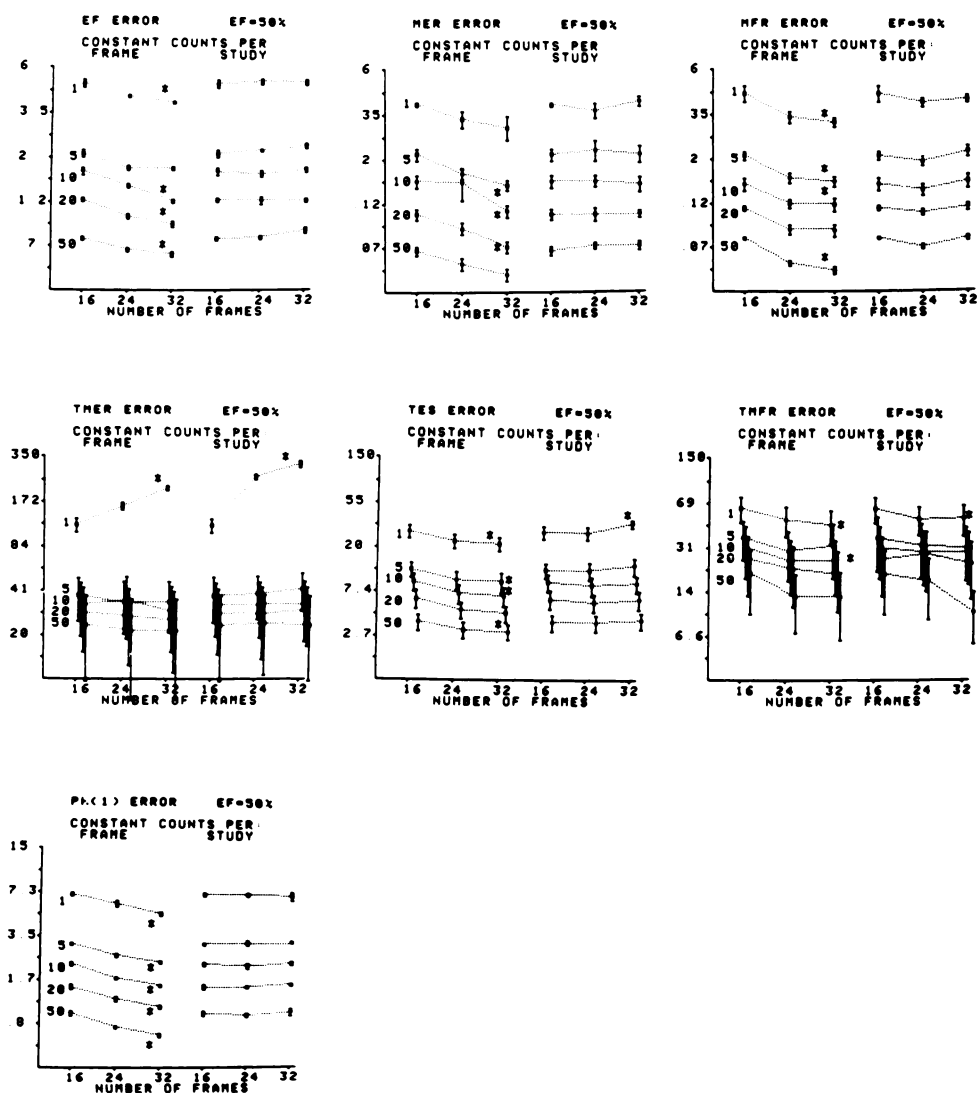 EF ERROR EF=50%
CONSTANT COUNTS PER
FRAME STUDY
6
1
3 5
2
5
10
1 2
20
7
50
16 24 32 16 24 32
NUMBER OF FRAMES
MER ERROR EF=50%
CONSTANT COUNTS PER
FRAME STUDY
6
1
35
2
5
10
12
20
07
50
16 24 32 16 24 32
NUMBER OF FRAMES
MFR ERROR EF=50%
CONSTANT COUNTS PER
FRAME STUDY
6
1
35
2
5
10
12
20
07
50
16 24 32 16 24 32
NUMBER OF FRAMES
TMER ERROR EF=50%
CONSTANT COUNTS PER
FRAME STUDY
350
172
1
84
41
5
10
20
50
20
16 24 32 16 24 32
NUMBER OF FRAMES
TES ERROR EF=50%
CONSTANT COUNTS PER
FRAME STUDY
150
55
1
20
5
10
7 4
20
50
2.7
16 24 32 16 24 32
NUMBER OF FRAMES
TMFR ERROR EF=50%
CONSTANT COUNTS PER
FRAME STUDY
150
69
1
5
31
10
20
50
14
6.6
16 24 32 16 24 32
NUMBER OF FRAMES
ERROR EF=50%
CONSTANT COUNTS PER
FRAME STUDY
15
7 3
1
3.5
5
10
1.7
20
50
8
16 24 32 16 24 32
NUMBER OF FRAMES